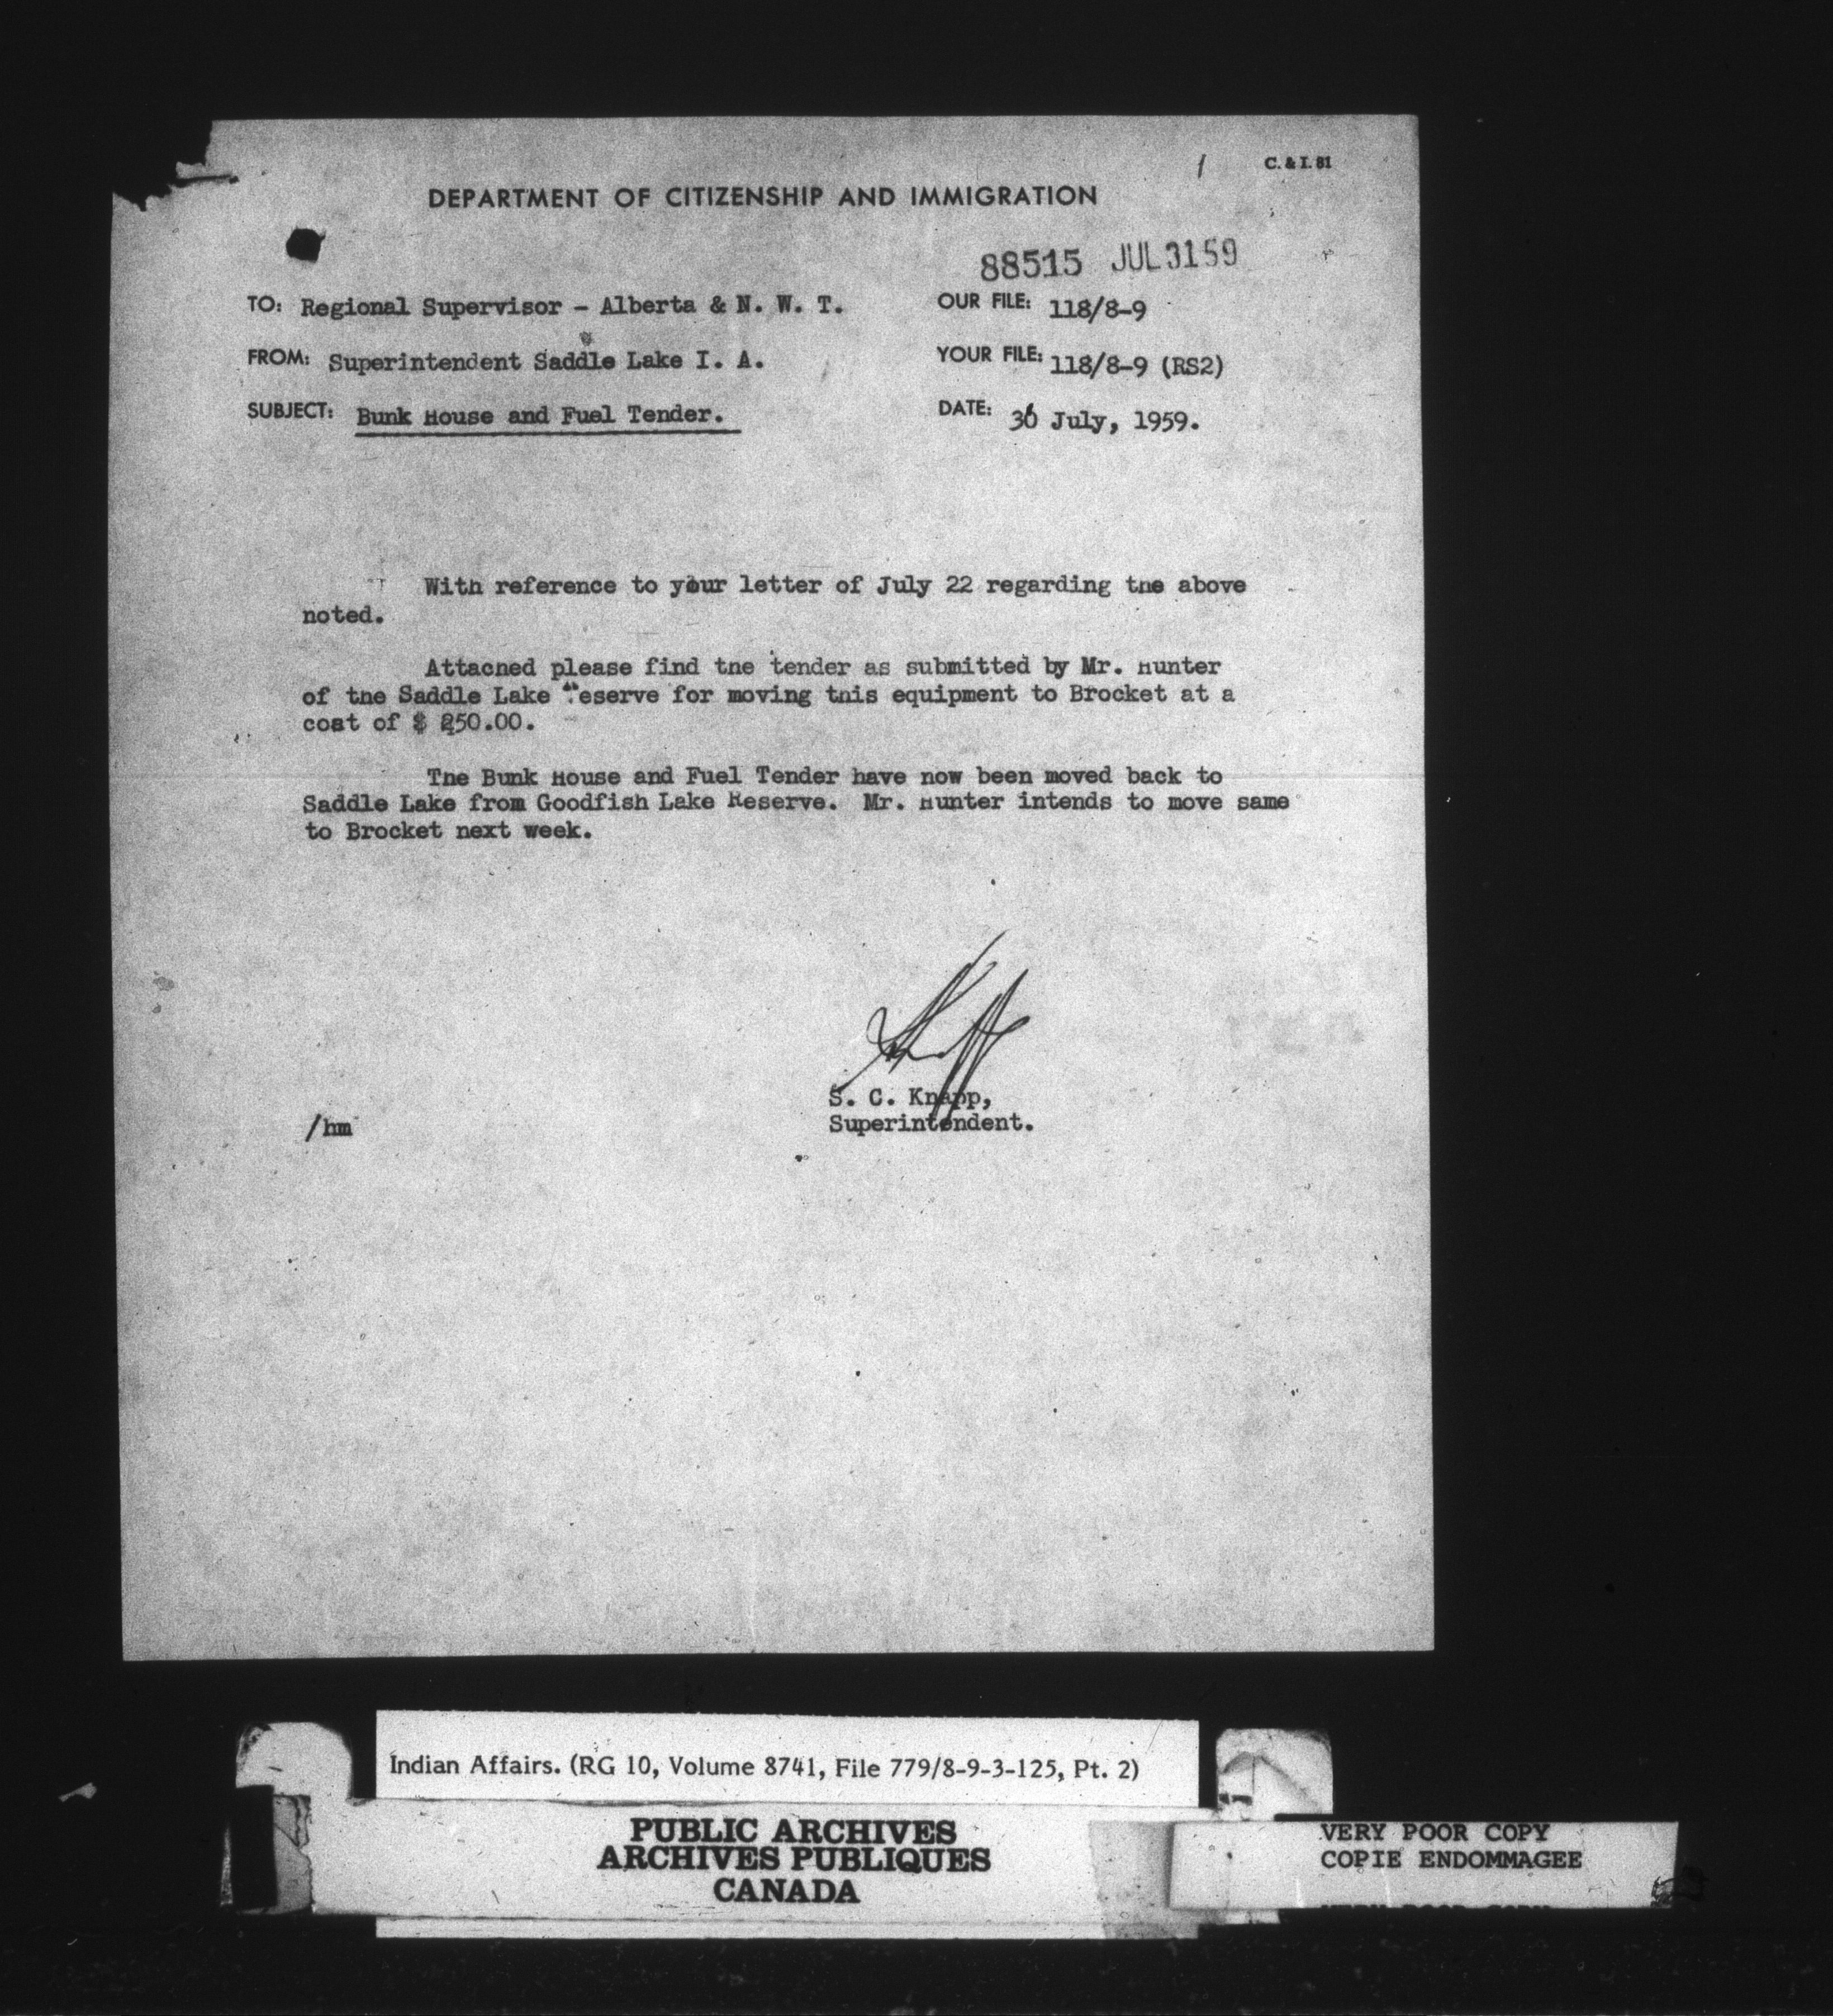 1
C. & I. 81
DEPARTMENT OF CITIZENSHIP AND IMMIGRATION
88515 JUL 31 59
TO: Regional Supervisor - Alberta & N. W. T.
OUR FILE: 118/8-9
FROM: Superintendent Saddle Lake I. A.
YOUR FILE: 118/8-9 (RS2)
SUBJECT: Bunk House and Fuel Tender.
DATE: 30 July, 1959.
With reference to your letter of July 22 regarding the above
noted.
Attached please find the tender as submitted by Mr. Hunter
of the Saddle Lake Reserve for moving this equipment to Brocket at a
cost of $ 250.00.
The Bunk House and Fuel Tender have now been moved back to
Saddle Lake from Goodfish Lake Reserve. Mr. Hunter intends to move same
to Brocket next week.
S. C. Knapp,
/hm
Superintendent.
Indian Affairs. (RG 10, Volume 8741, File 779/8-9-3-125, Pt. 2)
PUBLIC ARCHIVES
ARCHIVES PUBLIQUES
CANADA
VERY POOR COPY
COPIE ENDOMMAGEE